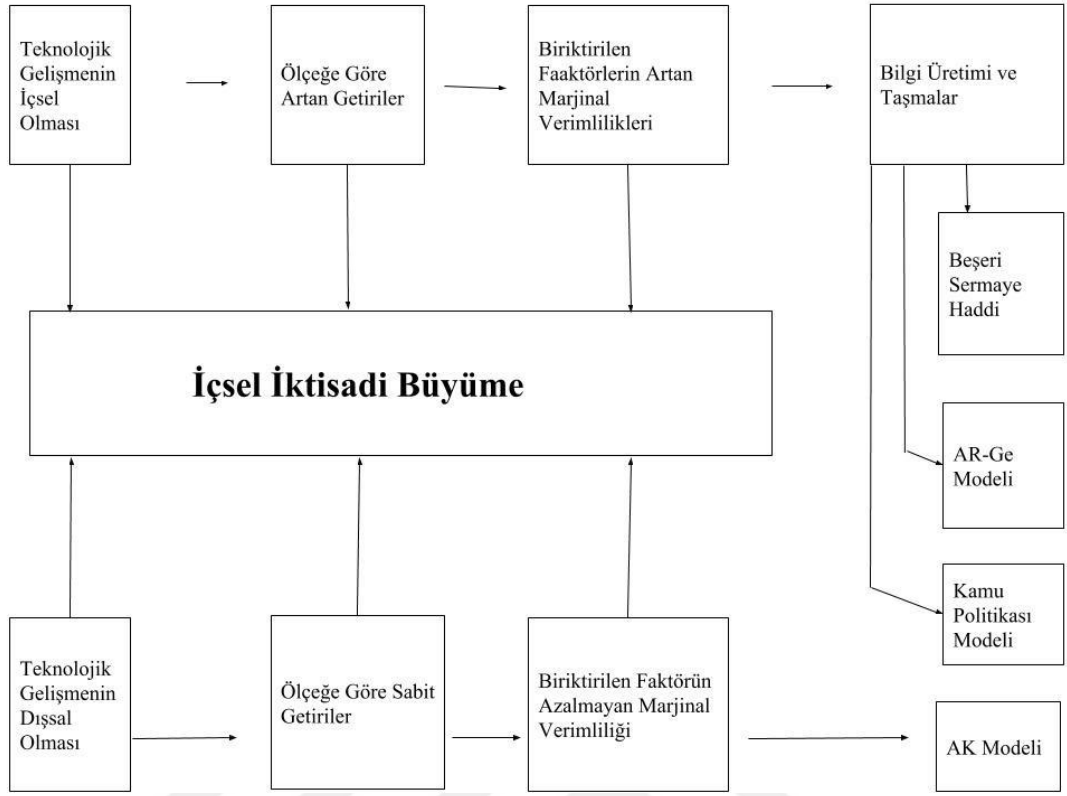 Teknolojik
Gelişmenin
İçsel
Olması
Ölçeğe Göre
Artan Getiriler
Biriktirilen
Faaktörlerin Artan
Marjinal
Verimlilikleri
Bilgi Üretimi ve
Taşmalar
Beşeri
Sermaye
Haddi
İçsel İktisadi Büyüme
AR-Ge
Modeli
Kamu
Politikası
Modeli
Teknolojik
Gelişmenin
Dışsal
Olması
Ölçeğe Göre Sabit
Getiriler
Biriktirilen Faktörün
Azalmayan Marjinal
Verimliliği
AK Modeli